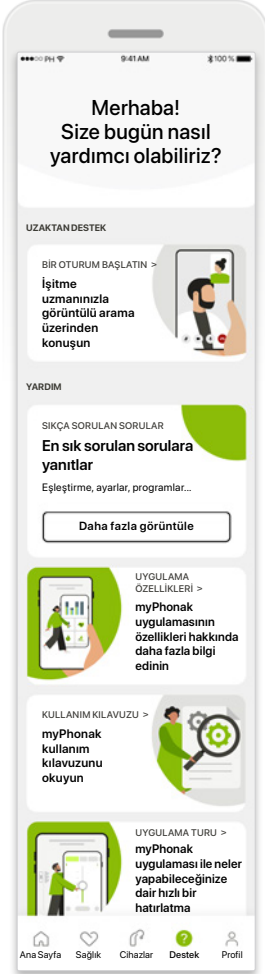 PH
9:41 AM
100 %
Merhaba!
Size bugün nasıl
yardımcı olabiliriz?
UZAKTAN DESTEK
BİR OTURUM BAŞLATIN >
İşitme
uzmanınızla
görüntülü arama
üzerinden
konuşun
YARDIM
SIKÇA SORULAN SORULAR
En sık sorulan sorulara
yanıtlar
Eşleştirme, ayarlar, programlar...
Daha fazla görüntüle
UYGULAMA
ÖZELLİKLERİ >
myPhonak
uygulamasının
özellikleri hakkında
daha fazla bilgi
edinin
KULLANIM KILAVUZU >
myPhonak
kullanım
kılavuzunu
okuyun
UYGULAMA TURU >
myPhonak
uygulaması ile neler
yapabileceğinize
dair hızlı bir
hatırlatma
Ana Sayfa Sağlık Cihazlar Destek Profil